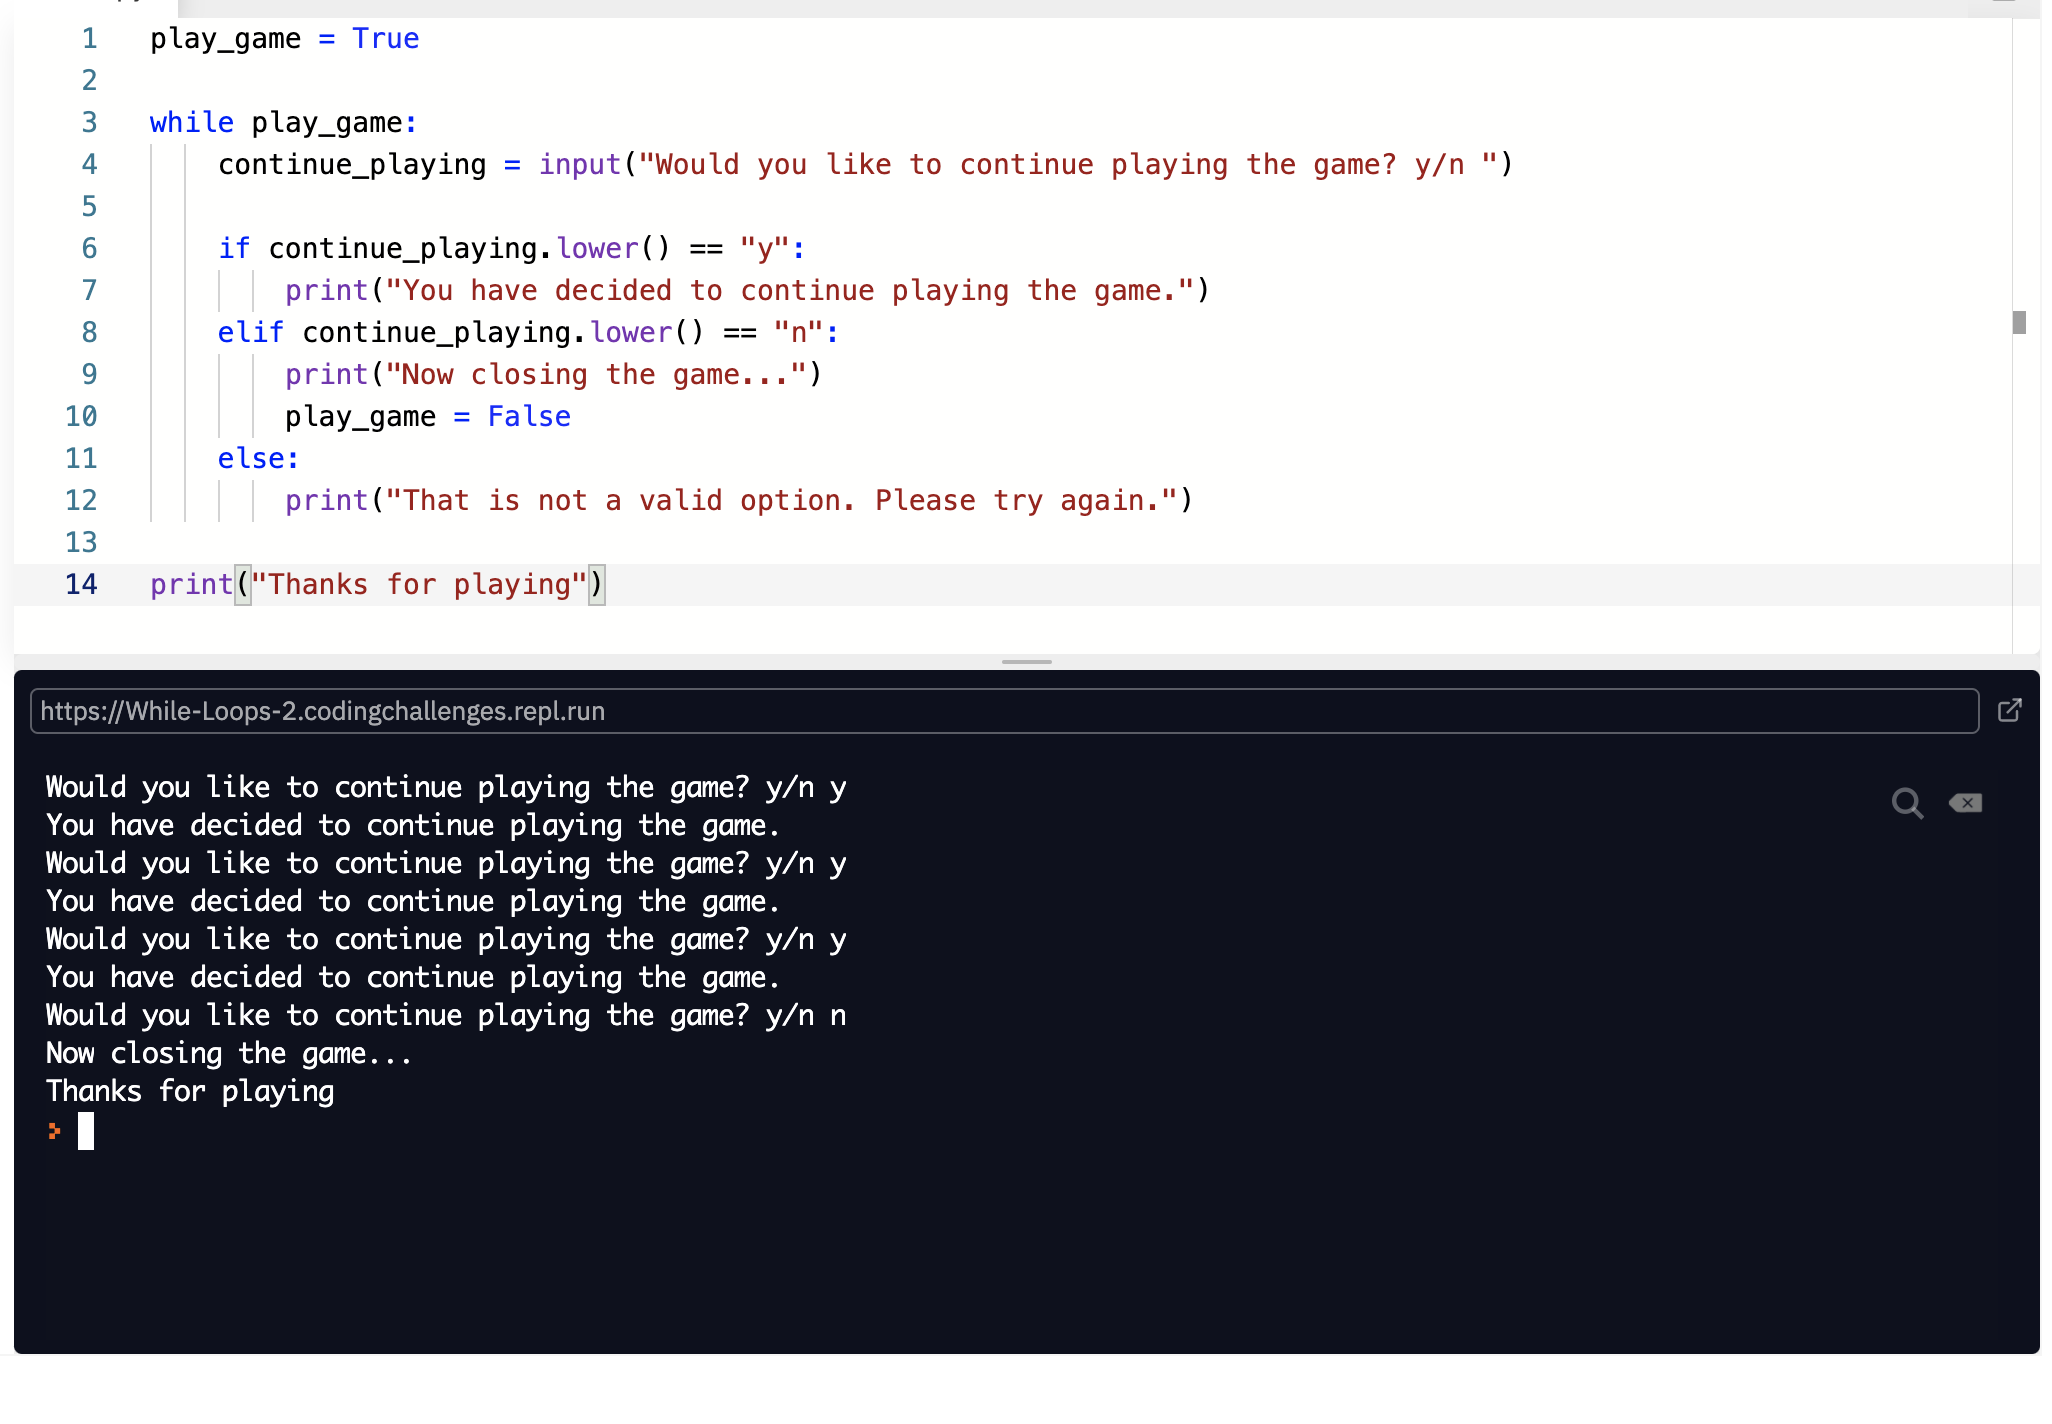 1 play_game = True
2
3 while play_game:
4     continue_playing = input("Would you like to continue playing the game? y/n ")
5
6     if continue_playing.lower() == "y":
7         print("You have decided to continue playing the game.")
8     elif continue_playing.lower() == "n":
9         print("Now closing the game...")
10         play_game = False
11     else:
12         print("That is not a valid option. Please try again.")
13
14 print("Thanks for playing")
https://While-Loops-2.codingchallenges.repl.run
Would you like to continue playing the game? y/n y
You have decided to continue playing the game.
Would you like to continue playing the game? y/n y
You have decided to continue playing the game.
Would you like to continue playing the game? y/n y
You have decided to continue playing the game.
Would you like to continue playing the game? y/n n
Now closing the game...
Thanks for playing